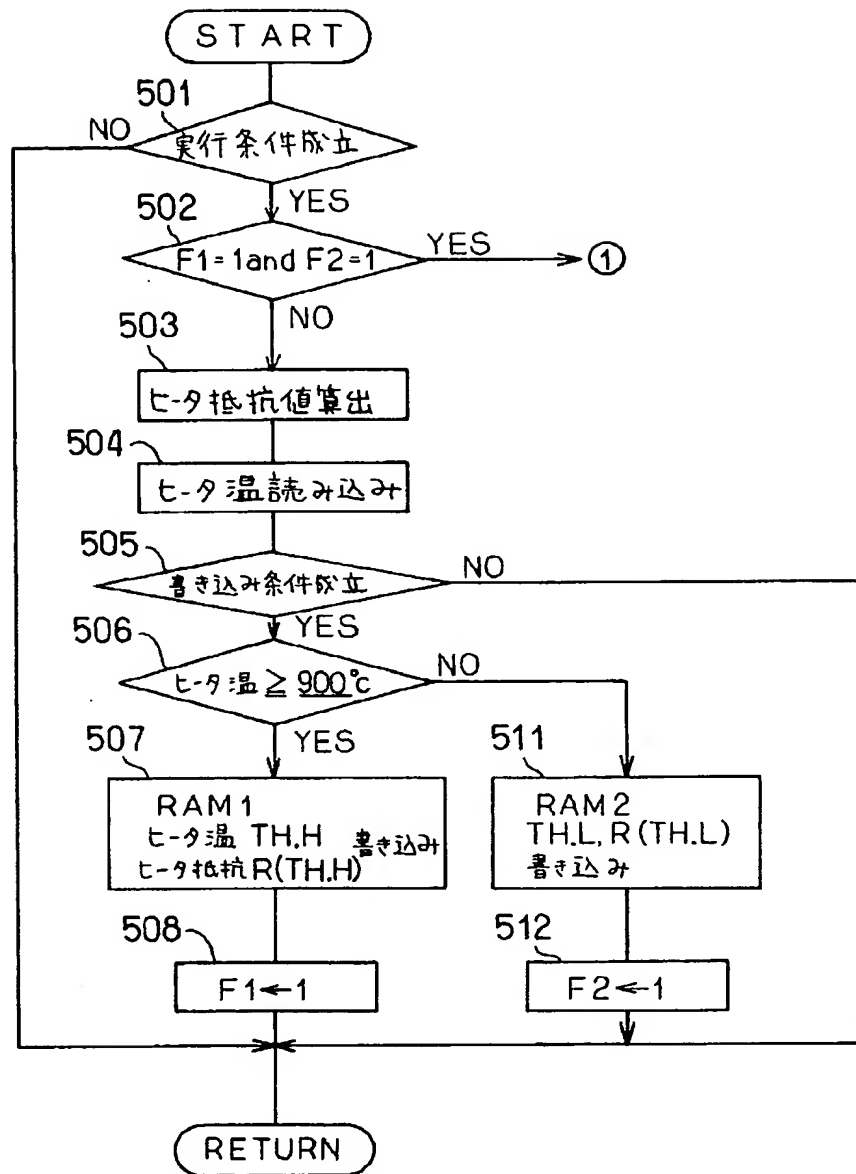 START
501
NO
実行条件成立
YES
502
F1=1and F2=1
YES
①
NO
503
ヒータ抵抗値算出
504
ヒータ温読み込み
505
書き込み条件成立
NO
YES
506
ヒータ温 ≧ 900°c
NO
YES
507
RAM1
ヒータ温 TH.H 書き込み
ヒータ抵抗 R(TH.H)
511
RAM2
TH.L, R(TH.L)
書き込み
508
F1←1
512
F2←1
RETURN